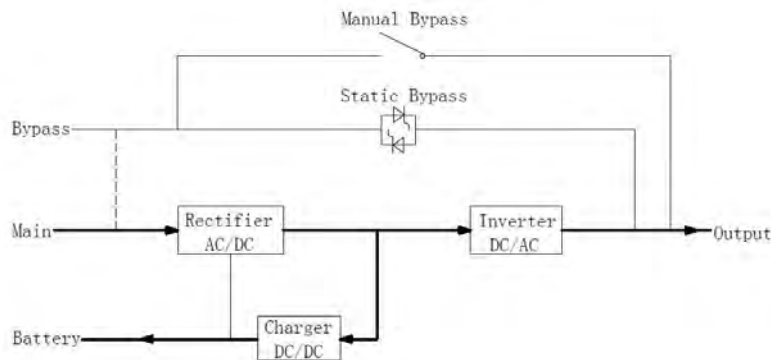 Manual Bypass
Static Bypass
Bypass
Main
Rectifier
AC/DC
Inverter
DC/AC
Output
Battery
Charger
DC/DC